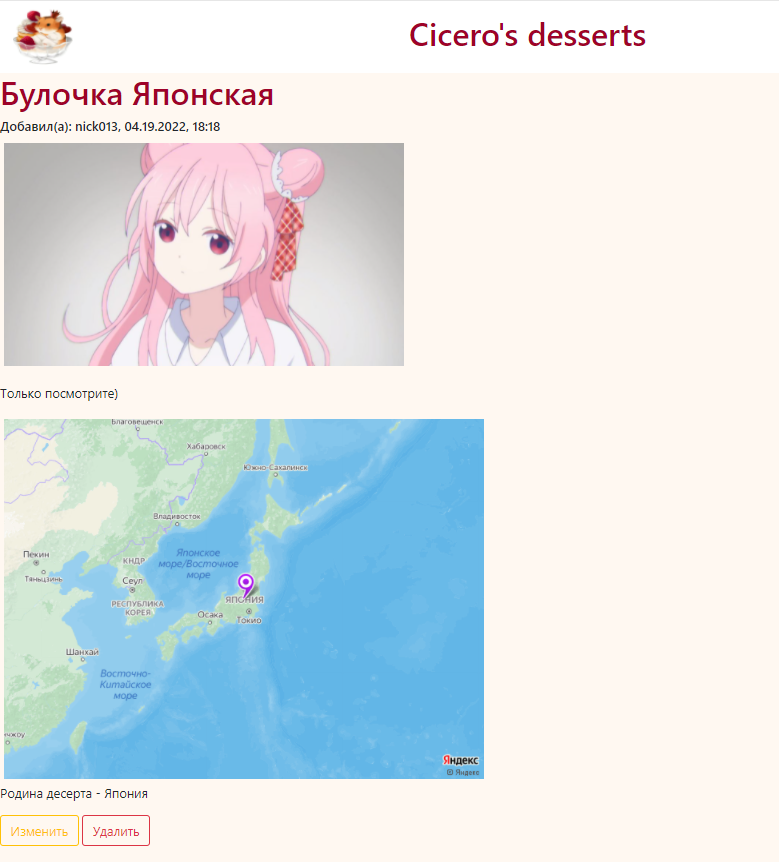 Cicero's desserts
Булочка Японская
Добавил(а): nick013, 04.19.2022, 18:18
Только посмотрите)
Благовещенск
Хабаровск
Южно-Сахалинск
Владивосток
Пекин
Тяньцзинь
КНДР
Японское
море/Восточное
море
Сеул
РЕСПУБЛИКА
КОРЕЯ
ЯПОНИЯ
Осака
Токио
Шанхай
Восточно-
Китайское
море
чжоу
Яндекс
© Яндекс
Родина десерта - Япония
Изменить Удалить